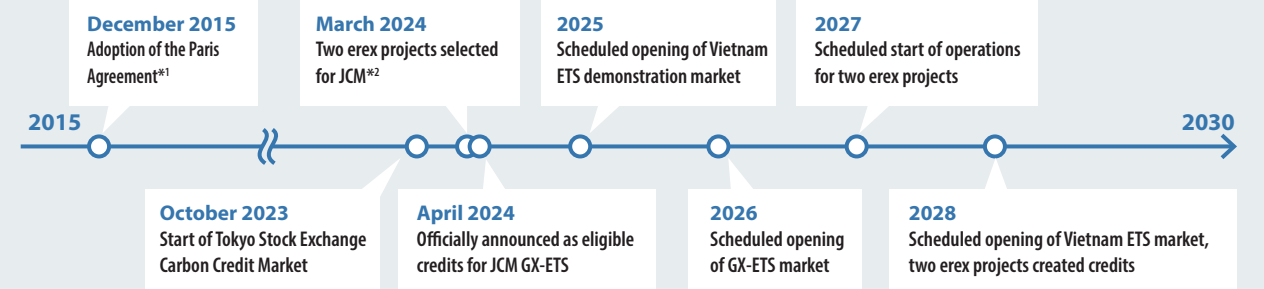 December 2015
Adoption of the Paris
Agreement*1
March 2024
Two erex projects selected
for JCM*2
2025
Scheduled opening of Vietnam
ETS demonstration market
2027
Scheduled start of operations
for two erex projects
2015
2030
October 2023
Start of Tokyo Stock Exchange
Carbon Credit Market
April 2024
Officially announced as eligible
credits for JCM GX-ETS
2026
Scheduled opening
of GX-ETS market
2028
Scheduled opening of Vietnam ETS market,
two erex projects created credits